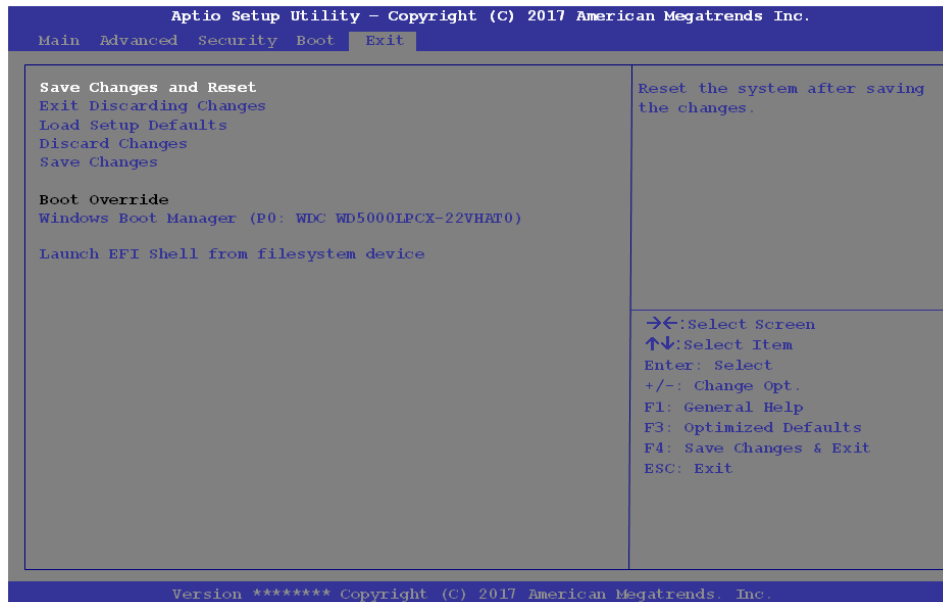 Aptio Setup Utility – Copyright (C) 2017 American Megatrends Inc.
Main Advanced Security Boot Exit
Save Changes and Reset
Exit Discarding Changes
Load Setup Defaults
Discard Changes
Save Changes
Boot Override
Windows Boot Manager (P0: WDC WD5000LPCX-22VHAT0)
Launch EFI Shell from filesystem device
Reset the system after saving
the changes.
→←:Select Screen
↑↓:Select Item
Enter: Select
+/-: Change Opt.
F1: General Help
F3: Optimized Defaults
F4: Save Changes & Exit
ESC: Exit
Version ******** Copyright (C) 2017 American Megatrends. Inc.